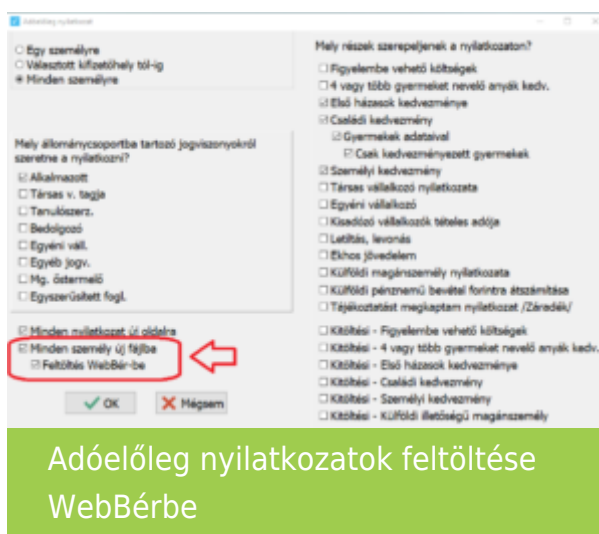 Adóelőleg nyilatkozat
Egy személyre
Választott kifizetőhely tól-ig
Minden személyre
Mely állománycsoportba tartozó jogviszonyokról
szeretne a nyilatkozni?
Alkalmazott
Társas v. tagja
Tanulószerz.
Bedolgozó
Egyéni váll.
Egyéb jogv.
Mg. őstermelő
Egyszerűsített fogl.
Minden nyilatkozat új oldalra
Minden személy új fájlba
Feltöltés WebBér-be
OK
Mégsem
Mely részek szerepeljenek a nyilatkozaton?
Figyelembe vehető költségek
4 vagy több gyermeket nevelő anyák kedv.
Első házasok kedvezménye
Családi kedvezmény
Gyermekek adataival
Csak kedvezményezett gyermekek
Személyi kedvezmény
Társas vállalkozó nyilatkozata
Egyéni vállalkozó
Kisadózó vállalkozók tételes adója
Letiltás, levonás
Ekhos jövedelem
Külföldi magánszemély nyilatkozata
Külföldi pénznemű bevétel forintra átszámítása
Tájékoztatást megkaptam nyilatkozat /Záradék/
Kitöltési - Figyelembe vehető költségek
Kitöltési - 4 vagy több gyermeket nevelő anyák kedv.
Kitöltési - Első házasok kedvezménye
Kitöltési - Családi kedvezmény
Kitöltési - Személyi kedvezmény
Kitöltési - Külföldi illetőségű magánszemély
Adóelőleg nyilatkozatok feltöltése
WebBérbe